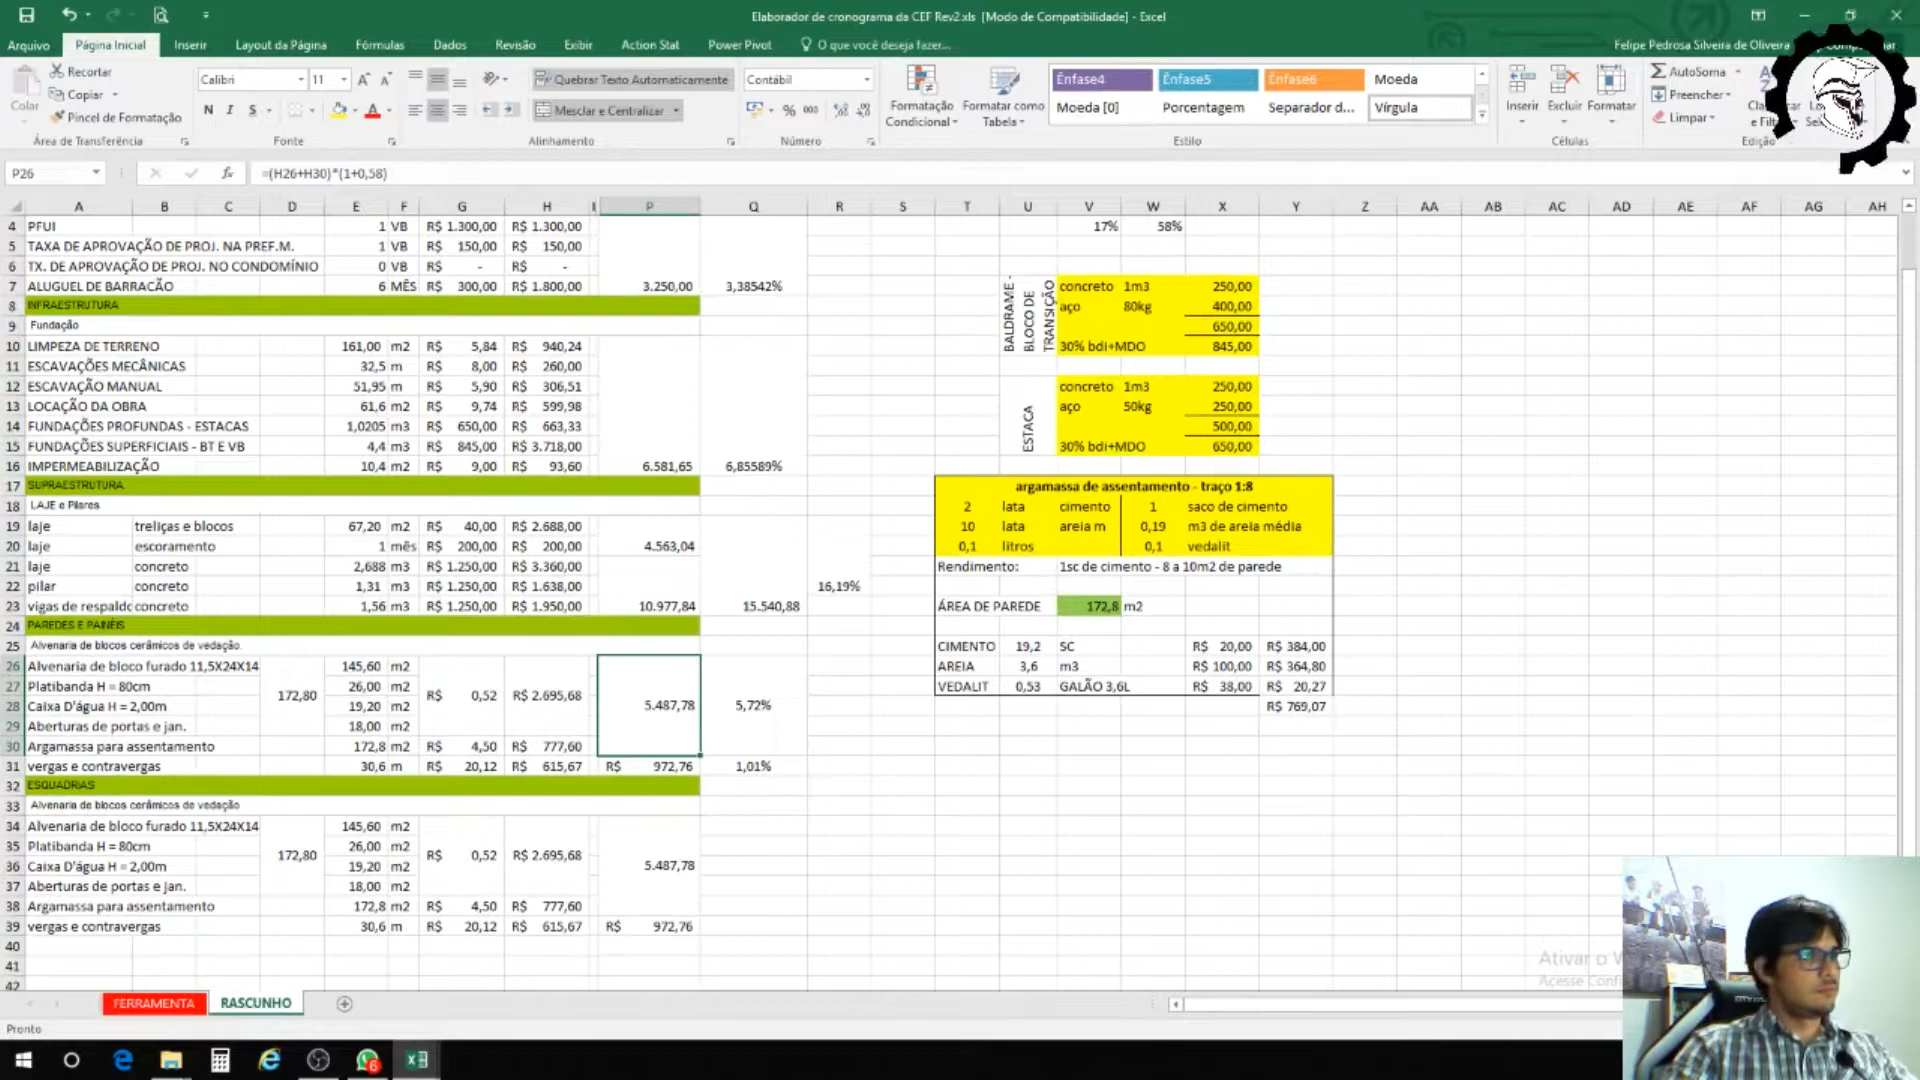 Elaborador de cronograma da CEF Rev2.xls [Modo de Compatibilidade] - Excel
Arquivo Página Inicial Inserir Layout da Página Fórmulas Dados Revisão Exibir Action Stat Power Pivot O que você deseja fazer... Felipe Pedrosa Silveira de Oliveira
Recortar Calibri 11 Quebrar Texto Automaticamente Contábil Ênfase4 Ênfase5 Ênfase6 Moeda AutoSoma
Colar Copiar Formatação Condicional Formatar como Tabela Inserir Excluir Formatar Preencher
Pincel de Formatação N I S Mesclar e Centralizar % 000 Moeda [0] Porcentagem Separador d... Vírgula Limpar
Área de Transferência Fonte Alinhamento Número Estilo Células Edição
P26 fx =(H26+H30)*(1+0,58)
A B C D E F G H P Q R S T U V W X Y Z AA AB AC AD AE AF AG AH
4 PFUI 1 VB R$ 1.300,00 R$ 1.300,00 17% 58%
5 TAXA DE APROVAÇÃO DE PROJ. NA PREF.M. 1 VB R$ 150,00 R$ 150,00
6 TX. DE APROVAÇÃO DE PROJ. NO CONDOMÍNIO 0 VB R$ - R$ -
7 ALUGUEL DE BARRACÃO 6 MÊS R$ 300,00 R$ 1.800,00 3.250,00 3,38542% concreto 1m3 250,00
8 INFRAESTRUTURA aço 80kg 400,00
BALDRAME - BLOCO DE TRANSIÇÃO
9 Fundação 650,00
10 LIMPEZA DE TERRENO 161,00 m2 R$ 5,84 R$ 940,24 30% bdi+MDO 845,00
11 ESCAVAÇÕES MECÂNICAS 32,5 m R$ 8,00 R$ 260,00
12 ESCAVAÇÃO MANUAL 51,95 m R$ 5,90 R$ 306,51 concreto 1m3 250,00
13 LOCAÇÃO DA OBRA 61,6 m2 R$ 9,74 R$ 599,98 aço 50kg 250,00
ESTACA
14 FUNDAÇÕES PROFUNDAS - ESTACAS 1,0205 m3 R$ 650,00 R$ 663,33 500,00
15 FUNDAÇÕES SUPERFICIAIS - BT E VB 4,4 m3 R$ 845,00 R$ 3.718,00 30% bdi+MDO 650,00
16 IMPERMEABILIZAÇÃO 10,4 m2 R$ 9,00 R$ 93,60 6.581,65 6,85589%
17 SUPRAESTRUTURA argamassa de assentamento - traço 1:8
18 LAJE e Pilares 2 lata cimento 1 saco de cimento
19 laje treliças e blocos 67,20 m2 R$ 40,00 R$ 2.688,00 10 lata areia m 0,19 m3 de areia média
20 laje escoramento 1 mês R$ 200,00 R$ 200,00 4.563,04 0,1 litros 0,1 vedalit
21 laje concreto 2,688 m3 R$ 1.250,00 R$ 3.360,00 Rendimento: 1sc de cimento - 8 a 10m2 de parede
22 pilar concreto 1,31 m3 R$ 1.250,00 R$ 1.638,00 16,19%
23 vigas de respaldo concreto 1,56 m3 R$ 1.250,00 R$ 1.950,00 10.977,84 15.540,88 ÁREA DE PAREDE 172,8 m2
24 PAREDES E PAINÉIS
25 Alvenaria de blocos cerâmicos de vedação. CIMENTO 19,2 SC R$ 20,00 R$ 384,00
26 Alvenaria de bloco furado 11,5X24X14 145,60 m2 AREIA 3,6 m3 R$ 100,00 R$ 364,80
27 Platibanda H = 80cm 172,80 26,00 m2 R$ 0,52 R$ 2.695,68 VEDALIT 0,53 GALÃO 3,6L R$ 38,00 R$ 20,27
28 Caixa D'água H = 2,00m 19,20 m2 5.487,78 5,72% R$ 769,07
29 Aberturas de portas e jan. 18,00 m2
30 Argamassa para assentamento 172,8 m2 R$ 4,50 R$ 777,60
31 vergas e contravergas 30,6 m R$ 20,12 R$ 615,67 R$ 972,76 1,01%
32 ESQUADRIAS
33 Alvenaria de blocos cerâmicos de vedação
34 Alvenaria de bloco furado 11,5X24X14 145,60 m2
35 Platibanda H = 80cm 172,80 26,00 m2 R$ 0,52 R$ 2.695,68
36 Caixa D'água H = 2,00m 19,20 m2 5.487,78
37 Aberturas de portas e jan. 18,00 m2
38 Argamassa para assentamento 172,8 m2 R$ 4,50 R$ 777,60
39 vergas e contravergas 30,6 m R$ 20,12 R$ 615,67 R$ 972,76
40
41
42
Ativar o
FERRAMENTA RASCUNHO
Pronto
6